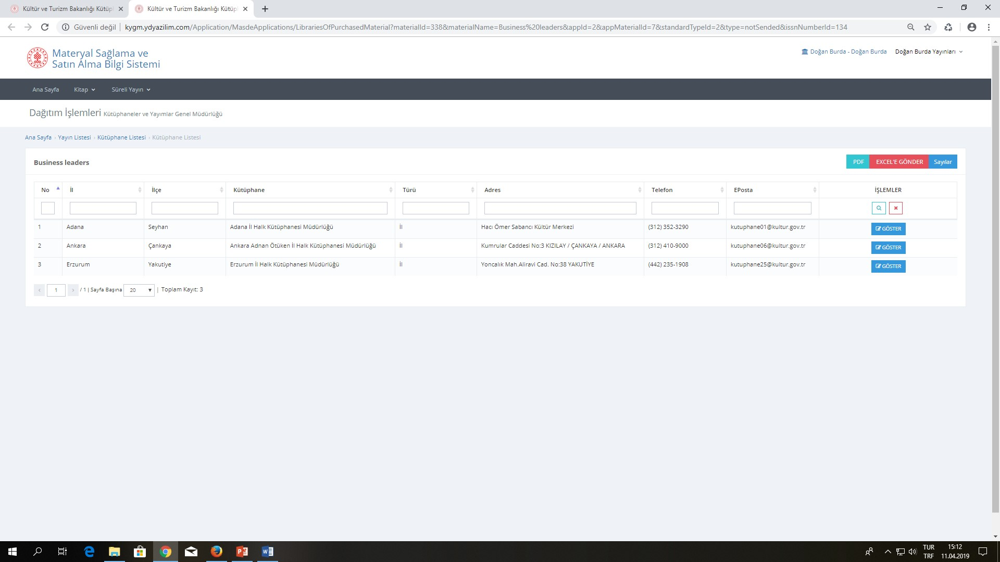 Kültür ve Turizm Bakanlığı Kütüp
Kültür ve Turizm Bakanlığı Kütüp
Güvenli değil
kygm.ydyazilim.com/Application/MasdeApplications/LibrariesOfPurchasedMaterial?materialId=338&materialName=Business%20leaders&appId=2&appMaterialId=7&standardTypeId=2&type=notSended&issnNumberId=134
Materyal Sağlama ve
Satın Alma Bilgi Sistemi
Doğan Burda - Doğan Burda Doğan Burda Yayınları
Ana Sayfa Kitap Süreli Yayın
Dağıtım İşlemleri Kütüphaneler ve Yayımlar Genel Müdürlüğü
Ana Sayfa › Yayın Listesi › Kütüphane Listesi › Kütüphane Listesi
Business leaders
PDF EXCEL'E GÖNDER Sayılar
No İl İlçe Kütüphane Türü Adres Telefon EPosta İŞLEMLER
1 Adana Seyhan Adana İl Halk Kütüphanesi Müdürlüğü İl Hacı Ömer Sabancı Kültür Merkezi (312) 352-3290 kutuphane01@kultur.gov.tr GÖSTER
2 Ankara Çankaya Ankara Adnan Ötüken İl Halk Kütüphanesi Müdürlüğü İl Kumrular Caddesi No:3 KIZILAY / ÇANKAYA / ANKARA (312) 410-9000 kutuphane06@kultur.gov.tr GÖSTER
3 Erzurum Yakutiye Erzurum İl Halk Kütüphanesi Müdürlüğü İl Yoncalık Mah.Aliravi Cad. No:38 YAKUTİYE (442) 235-1908 kutuphane25@kultur.gov.tr GÖSTER
‹ 1 › / 1 | Sayfa Başına 20 | Toplam Kayıt: 3
TUR 15:12
TRF 11.04.2019